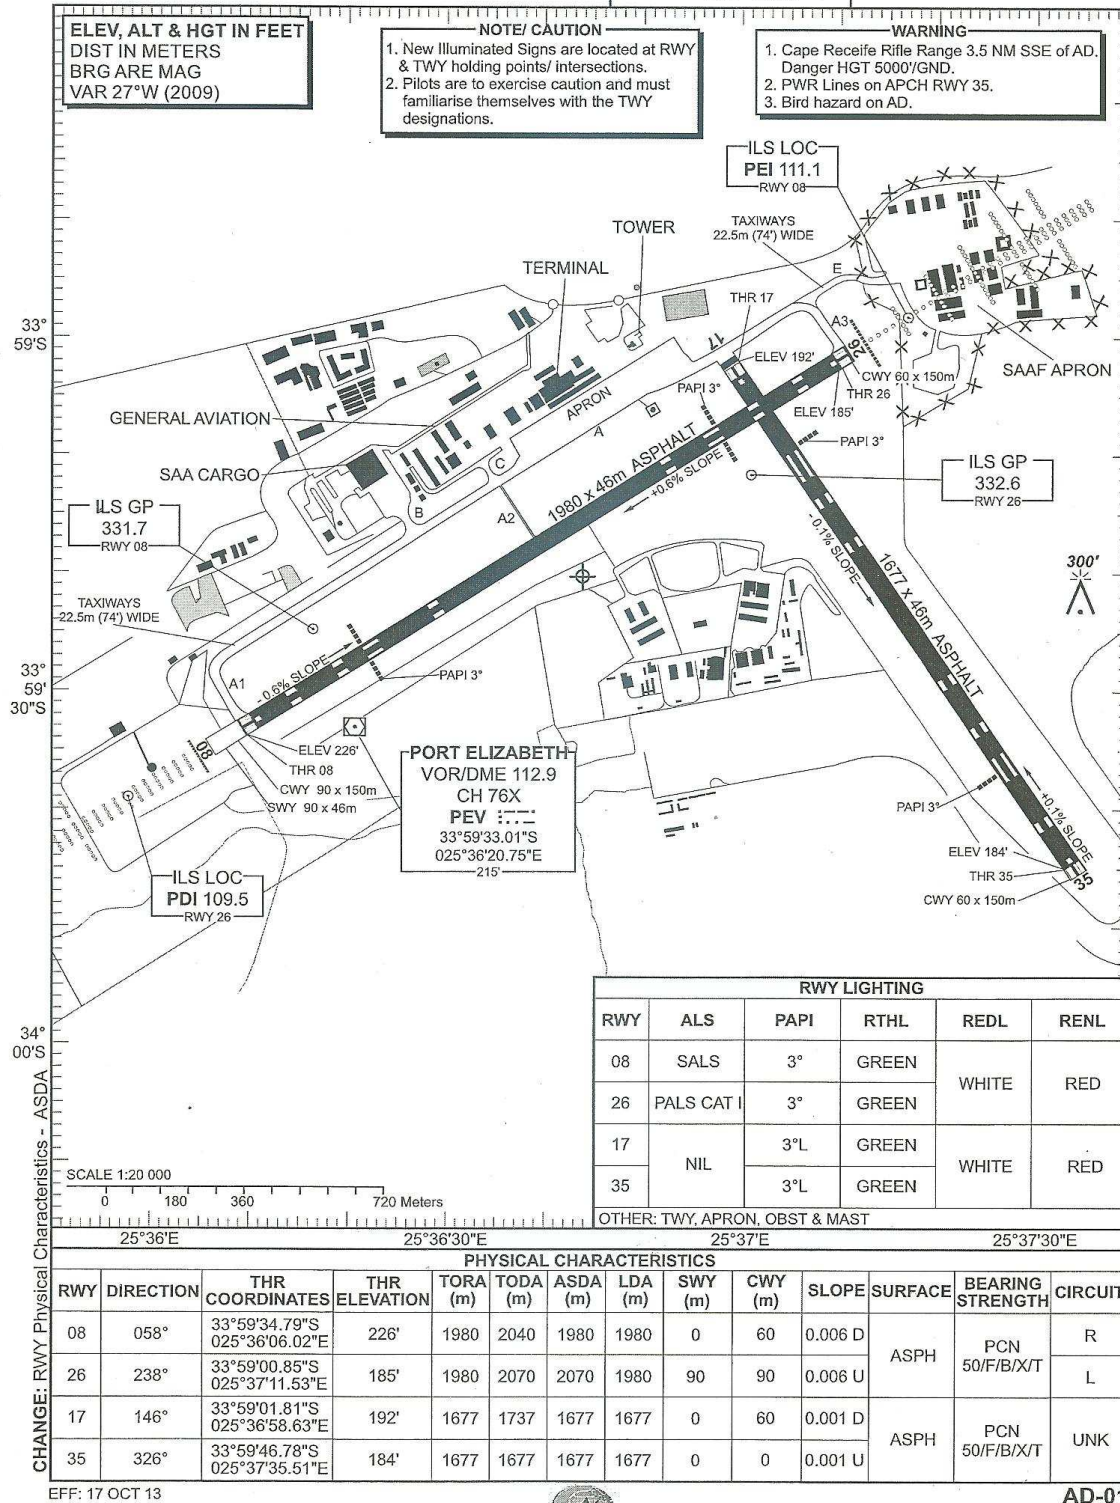 ELEV, ALT & HGT IN FEET
DIST IN METERS
BRG ARE MAG
VAR 27°W (2009)
NOTE/ CAUTION
1. New Illuminated Signs are located at RWY
& TWY holding points/ intersections.
2. Pilots are to exercise caution and must
familiarise themselves with the TWY
designations.
WARNING
1. Cape Receife Rifle Range 3.5 NM SSE of AD.
Danger HGT 5000'/GND.
2. PWR Lines on APCH RWY 35.
3. Bird hazard on AD.
ILS LOC
PEI 111.1
RWY 08
TAXIWAYS
22.5m (74') WIDE
TOWER
TERMINAL
E
THR 17
A3
33°
59'S
17
ELEV 192'
26
CWY 60 x 150m
SAAF APRON
THR 26
PAPI 3°
ELEV 185'
APRON
GENERAL AVIATION
A
PAPI 3°
1980 x 46m ASPHALT
+0.6% SLOPE
SAA CARGO
C
ILS GP
332.6
RWY 26
ILS GP
331.7
RWY 08
B
A2
- 0.1% SLOPE
1677 x 46m ASPHALT
300'
TAXIWAYS
22.5m (74') WIDE
33°
59'
30"S
- 0.6% SLOPE
A1
PAPI 3°
08
ELEV 226'
THR 08
CWY 90 x 150m
SWY 90 x 46m
PORT ELIZABETH
VOR/DME 112.9
CH 76X
PEV
33°59'33.01"S
025°36'20.75"E
215'
PAPI 3°
+0.1% SLOPE
ELEV 184'
THR 35
35
CWY 60 x 150m
ILS LOC
PDI 109.5
RWY 26
RWY LIGHTING
RWY ALS PAPI RTHL REDL RENL
08 SALS 3° GREEN WHITE RED
26 PALS CAT I 3° GREEN
17 NIL 3°L GREEN WHITE RED
35 3°L GREEN
OTHER: TWY, APRON, OBST & MAST
34°
00'S
SCALE 1:20 000
0 180 360 720 Meters
25°36'E 25°36'30"E 25°37'E 25°37'30"E
CHANGE: RWY Physical Characteristics - ASDA
PHYSICAL CHARACTERISTICS
RWY DIRECTION THR COORDINATES THR ELEVATION TORA (m) TODA (m) ASDA (m) LDA (m) SWY (m) CWY (m) SLOPE SURFACE BEARING STRENGTH CIRCUIT
08 058° 33°59'34.79"S 025°36'06.02"E 226' 1980 2040 1980 1980 0 60 0.006 D ASPH PCN 50/F/B/X/T R
26 238° 33°59'00.85"S 025°37'11.53"E 185' 1980 2070 2070 1980 90 90 0.006 U L
17 146° 33°59'01.81"S 025°36'58.63"E 192' 1677 1737 1677 1677 0 60 0.001 D ASPH PCN 50/F/B/X/T UNK
35 326° 33°59'46.78"S 025°37'35.51"E 184' 1677 1677 1677 1677 0 0 0.001 U
EFF: 17 OCT 13